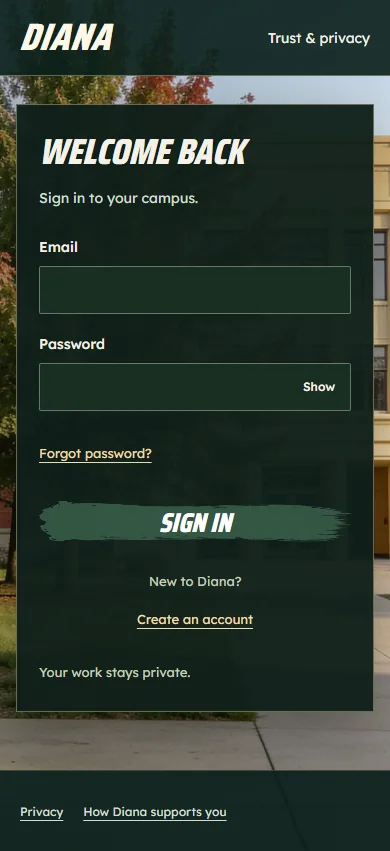 DIANA
Trust & privacy
WELCOME BACK
Sign in to your campus.
Email
Password
Show
Forgot password?
SIGN IN
New to Diana?
Create an account
Your work stays private.
Privacy
How Diana supports you